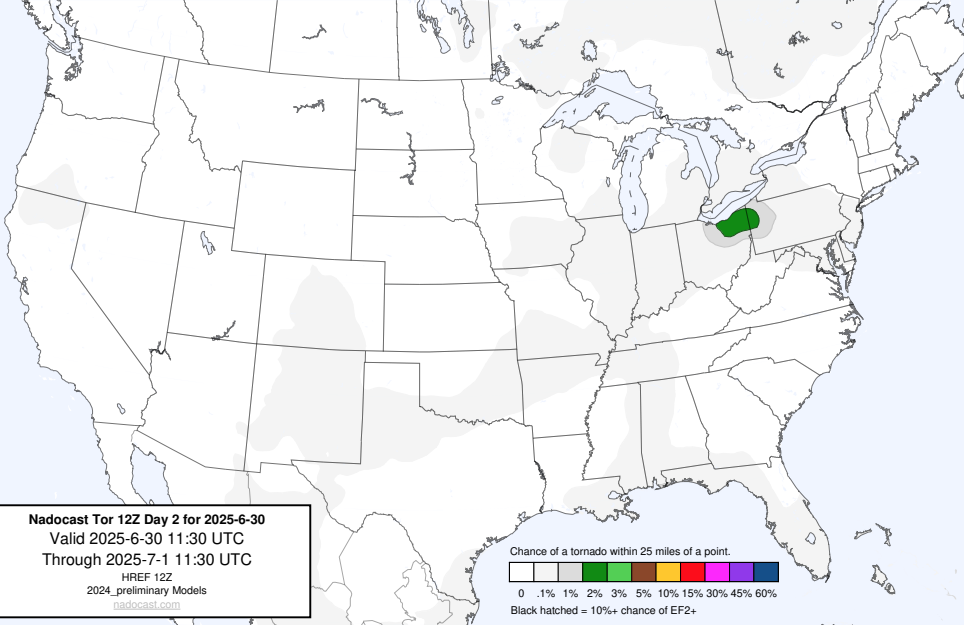 Nadocast Tor 12Z Day 2 for 2025-6-30
Valid 2025-6-30 11:30 UTC
Through 2025-7-1 11:30 UTC
HREF 12Z
2024_preliminary Models
nadocast.com
Chance of a tornado within 25 miles of a point.
0 .1% 1% 2% 3% 5% 10% 15% 30% 45% 60%
Black hatched = 10%+ chance of EF2+